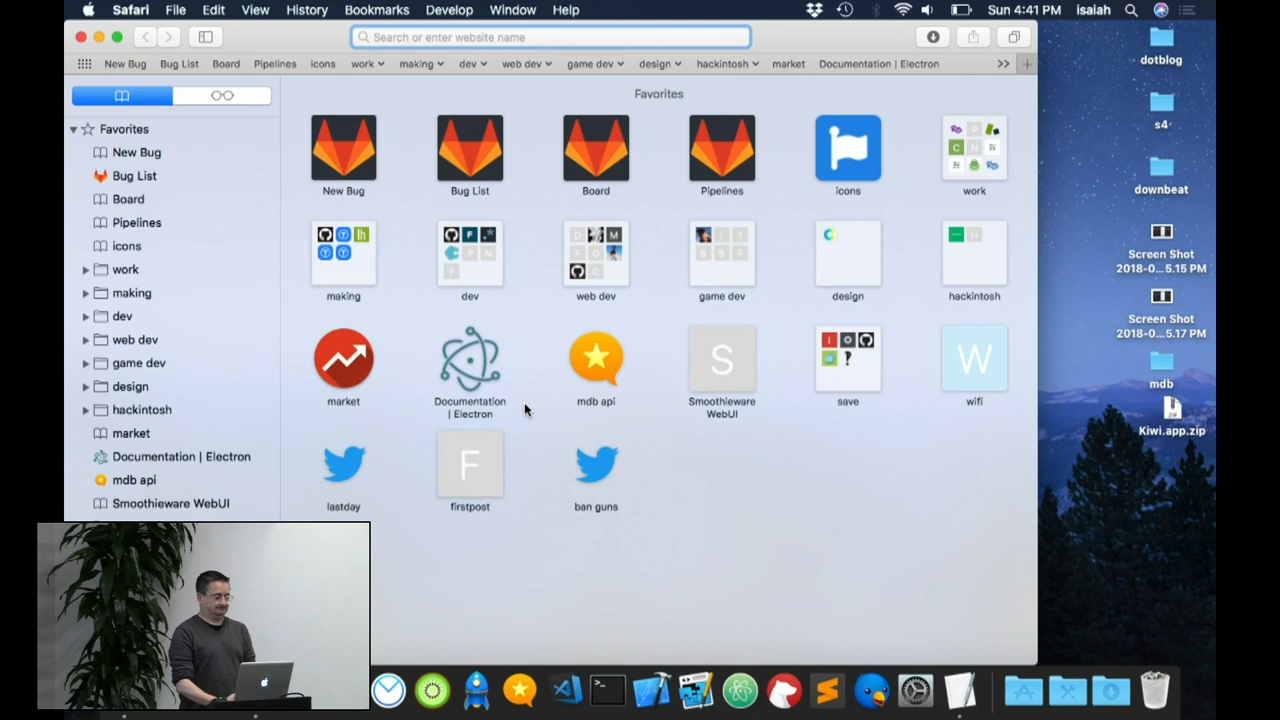 Safari File Edit View History Bookmarks Develop Window Help Sun 4:41 PM isaiah
Search or enter website name
New Bug Bug List Board Pipelines icons work making dev web dev game dev design hackintosh market Documentation | Electron
Favorites
Favorites
New Bug
Bug List
Board
Pipelines
icons
work
making
dev
web dev
game dev
design
hackintosh
market
Documentation | Electron
mdb api
Smoothieware WebUI
New Bug Bug List Board Pipelines icons work
making dev web dev game dev design hackintosh
S W
market Documentation | Electron mdb api Smoothieware WebUI save wifi
F
lastday firstpost ban guns
dotblog
s4
downbeat
Screen Shot
2018-0...5.15 PM
Screen Shot
2018-0...5.17 PM
mdb
ZIP
Kiwi.app.zip